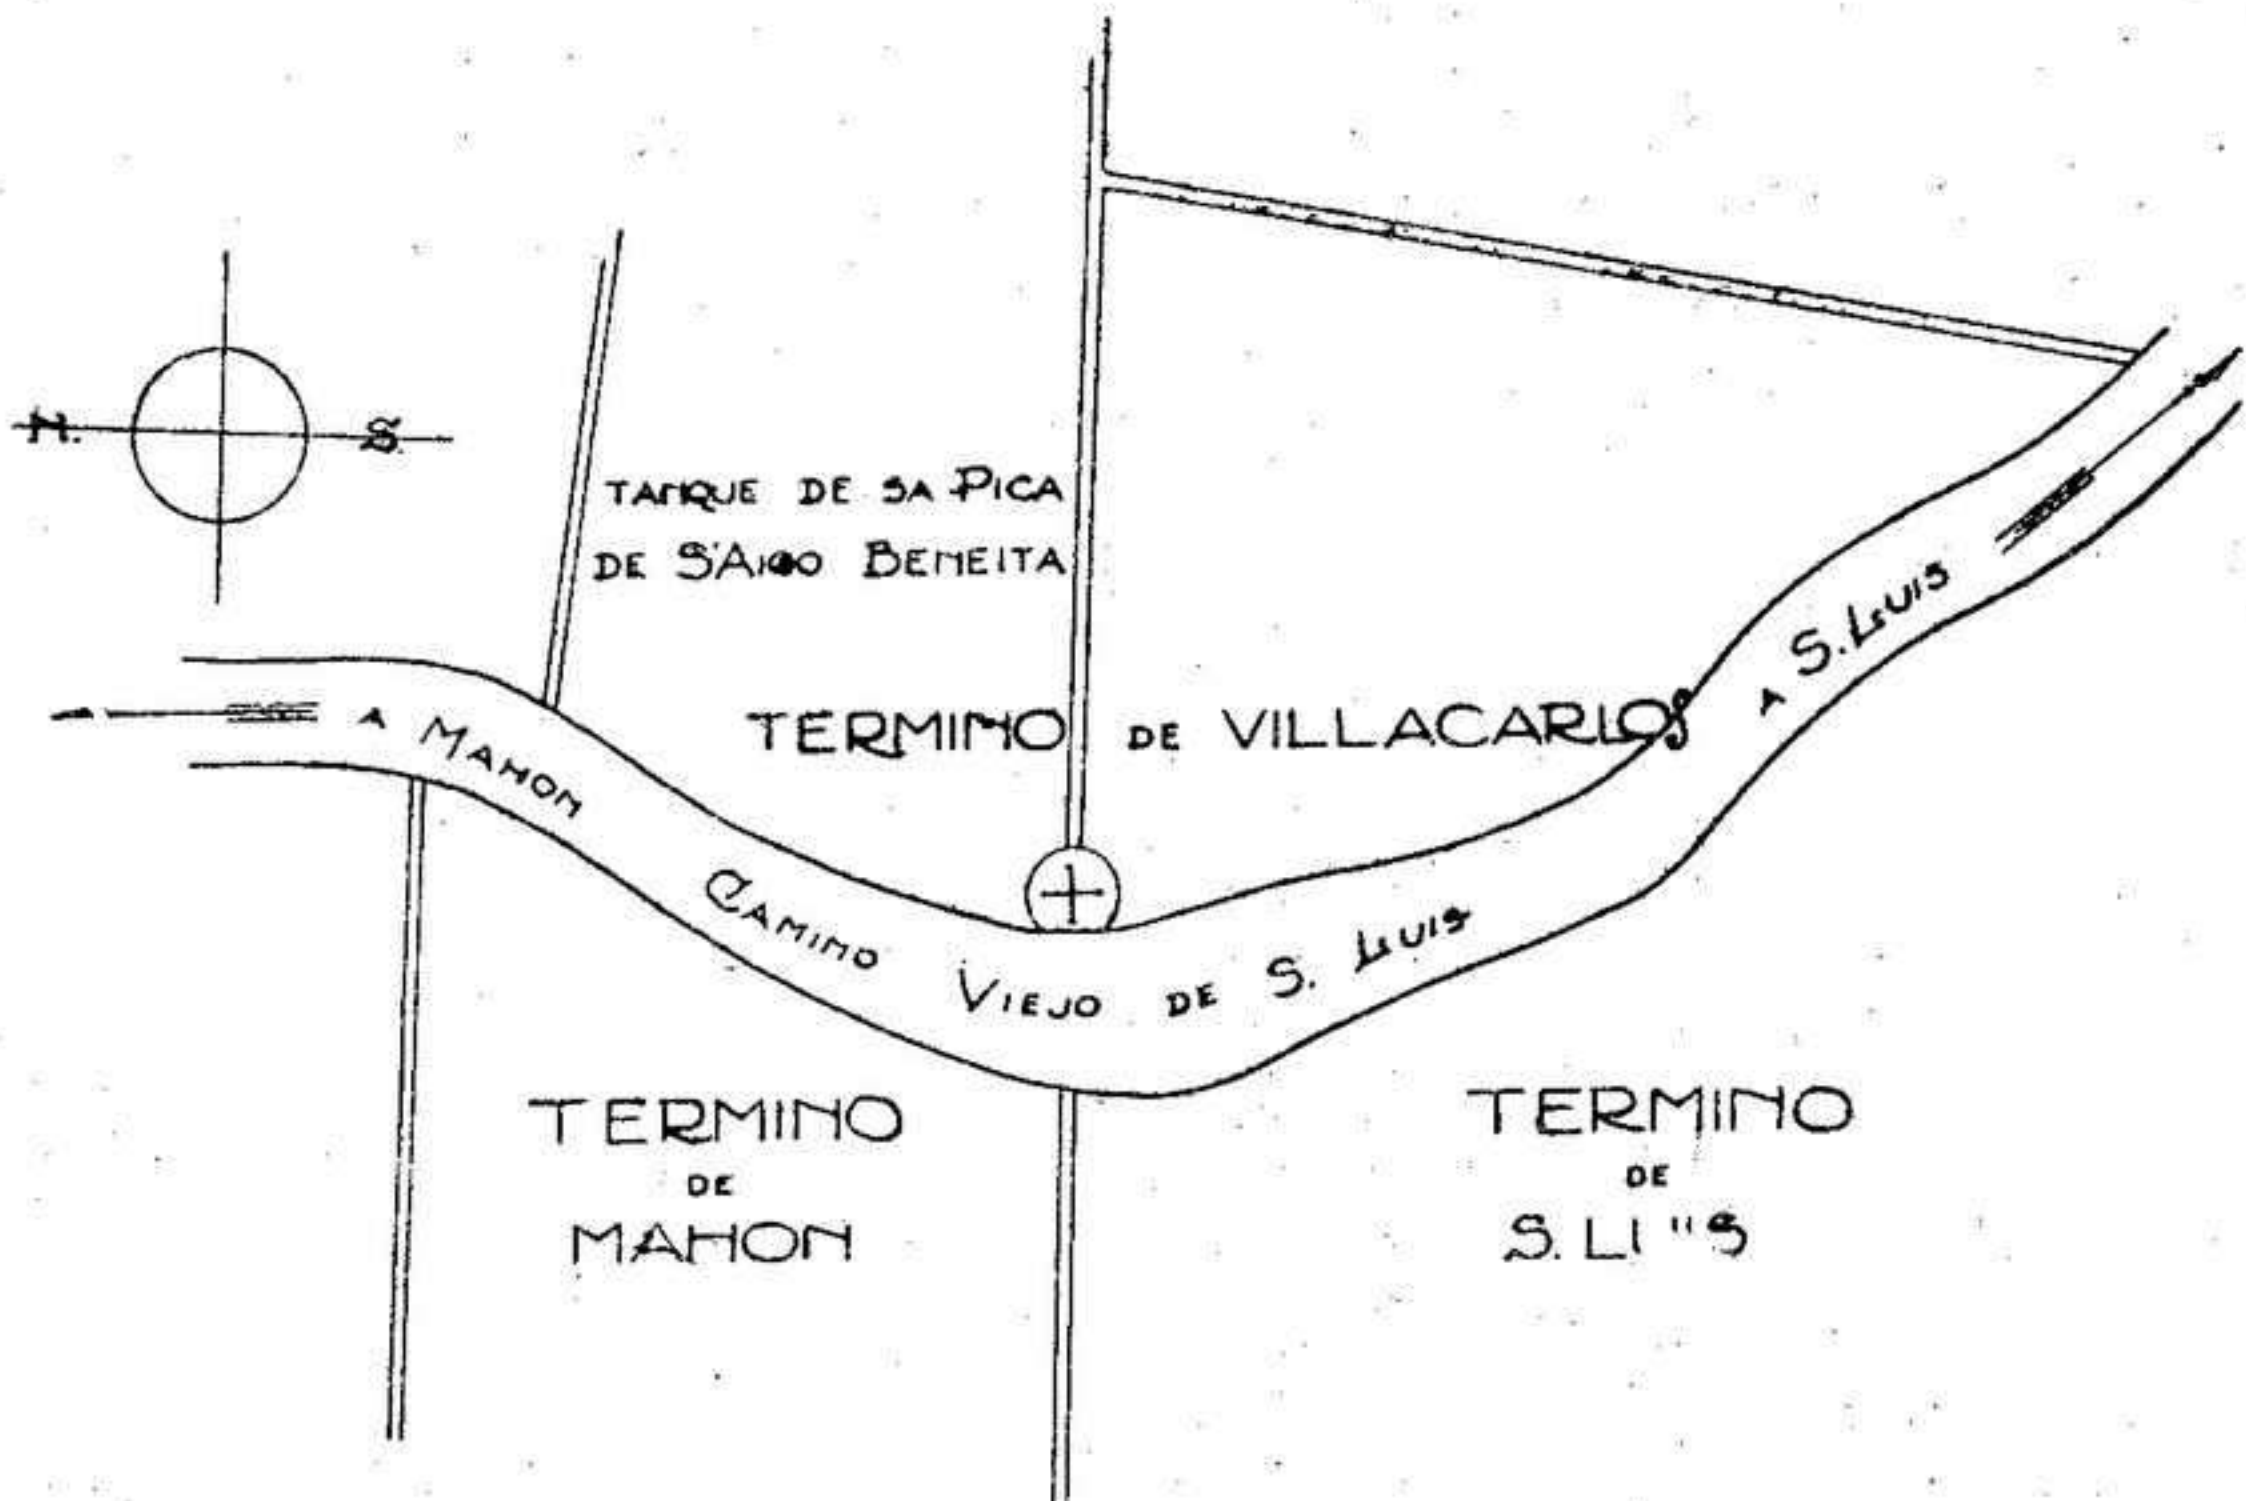 N.
S.
TANQUE DE SA PICA
DE S'AIGO BENEITA
TERMINO DE VILLACARLOS
A MAHON
CAMINO VIEJO DE S. LUIS
A S. LUIS
TERMINO
DE
MAHON
TERMINO
DE
S.